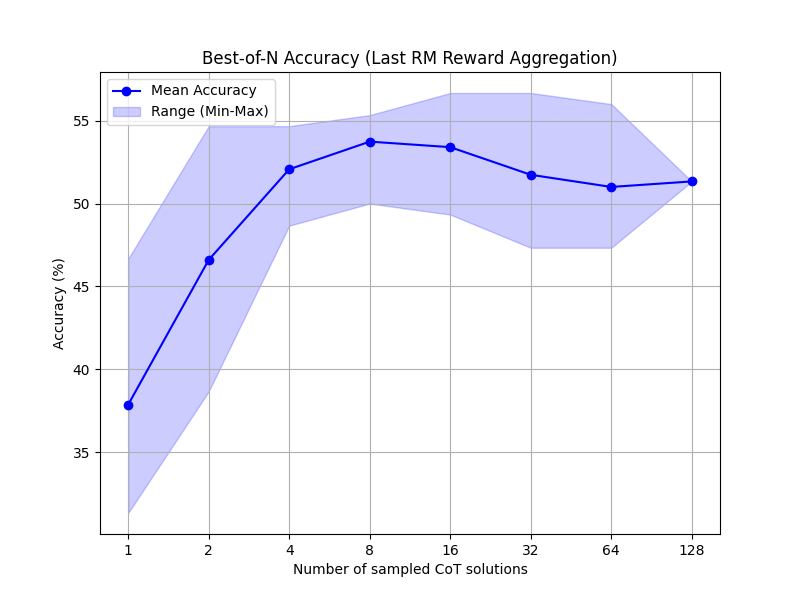 Best-of-N Accuracy (Last RM Reward Aggregation)
Mean Accuracy
Range (Min-Max)
Accuracy (%)
55
50
45
40
35
1 2 4 8 16 32 64 128
Number of sampled CoT solutions